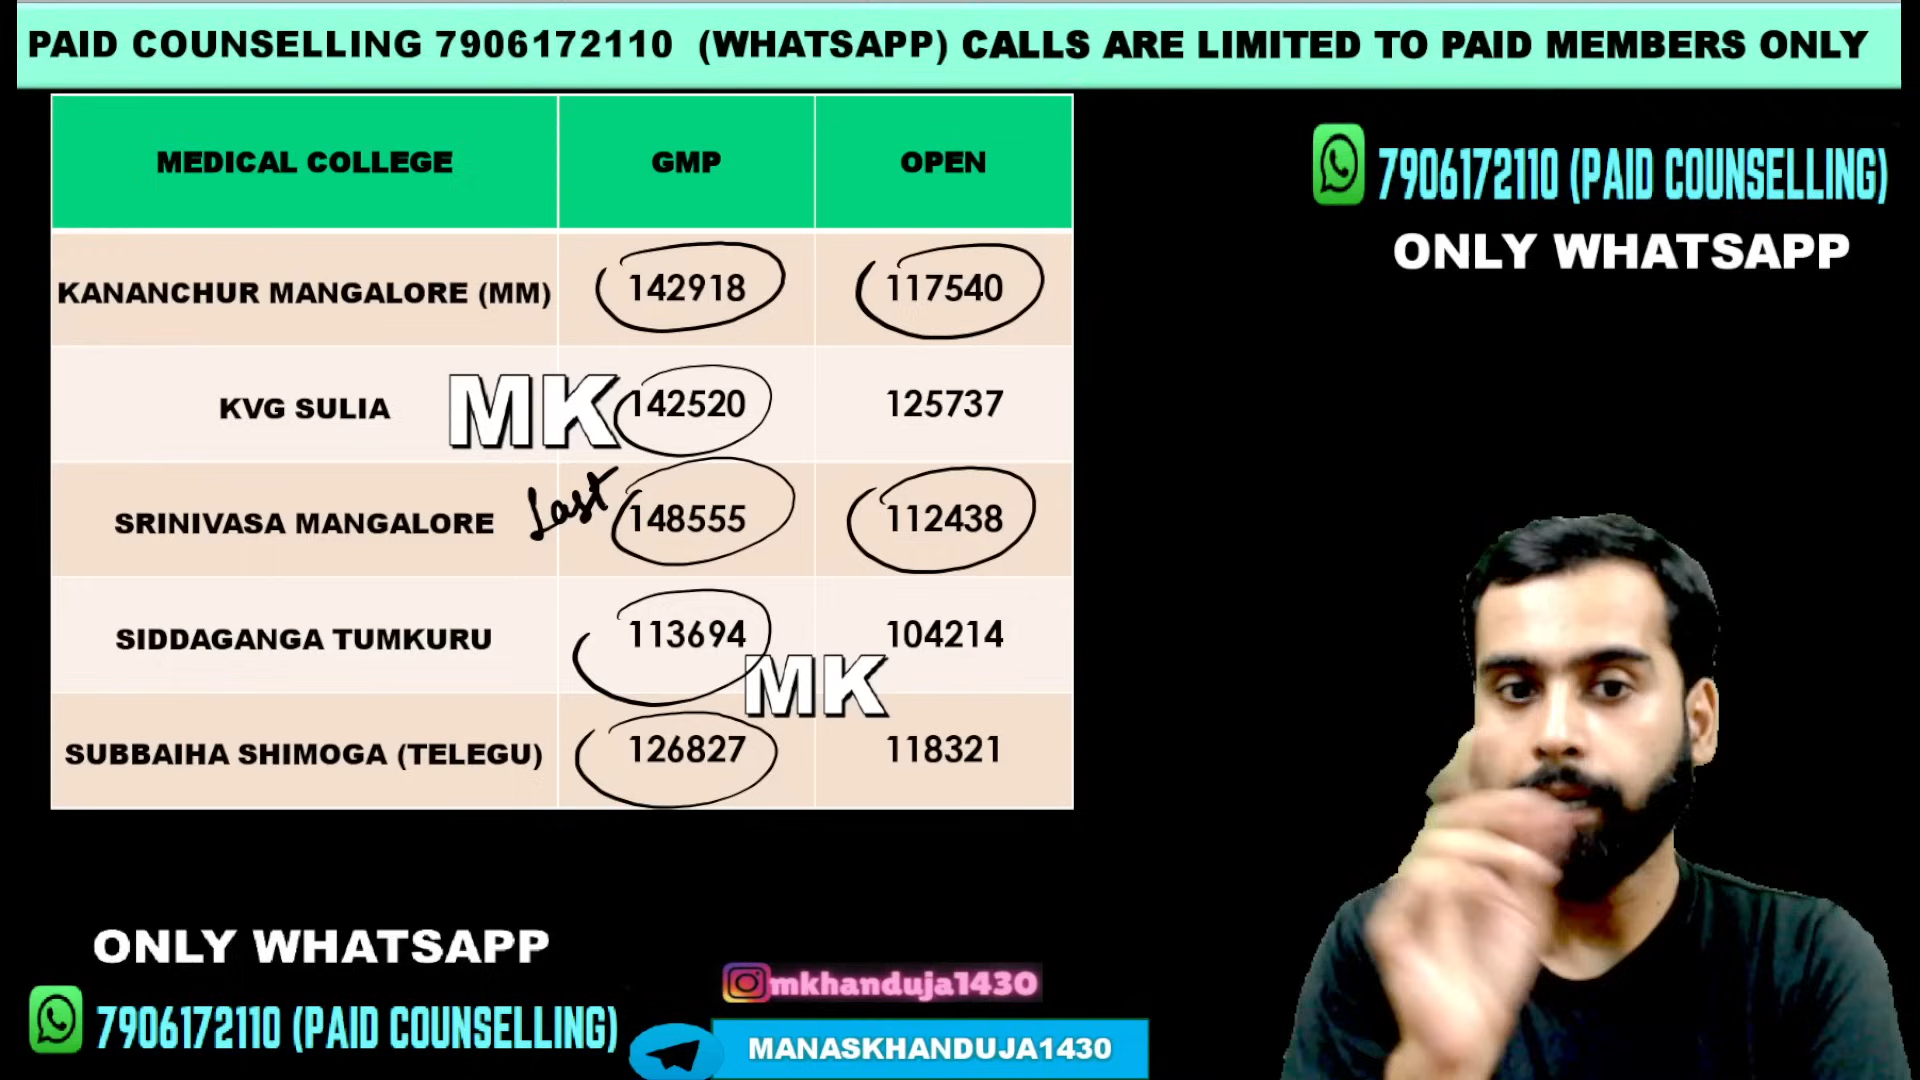 PAID COUNSELLING 7906172110 (WHATSAPP) CALLS ARE LIMITED TO PAID MEMBERS ONLY
MEDICAL COLLEGE GMP OPEN
KANANCHUR MANGALORE (MM) 142918 117540
KVG SULIA MK 142520 125737
SRINIVASA MANGALORE Last 148555 112438
SIDDAGANGA TUMKURU 113694 104214
MK
SUBBAIHA SHIMOGA (TELEGU) 126827 118321
7906172110 (PAID COUNSELLING)
ONLY WHATSAPP
ONLY WHATSAPP
7906172110 (PAID COUNSELLING)
mkhanduja1430
MANASKHANDUJA1430